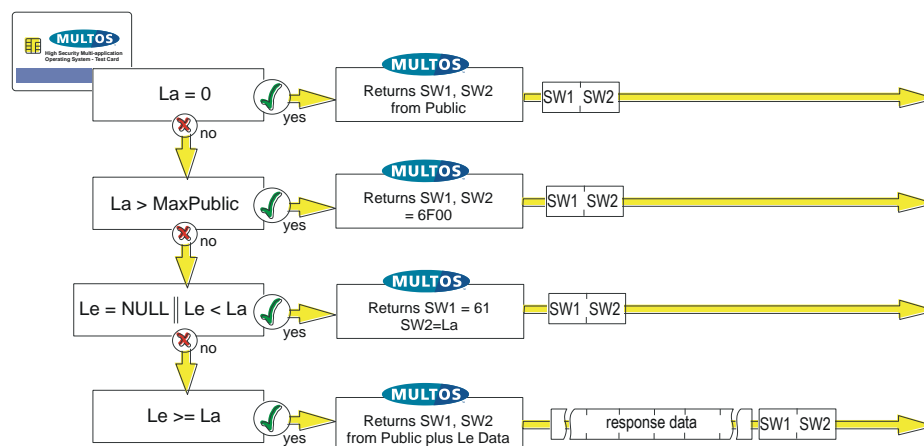 MULTOS
High Security Multi-application
Operating System - Test Card
La = 0
yes
no
MULTOS
Returns SW1, SW2
from Public
SW1 SW2
La > MaxPublic
yes
no
MULTOS
Returns SW1, SW2
= 6F00
SW1 SW2
Le = NULL || Le < La
yes
no
MULTOS
Returns SW1 = 61
SW2=La
SW1 SW2
Le >= La
yes
MULTOS
Returns SW1, SW2
from Public plus Le Data
response data
SW1 SW2